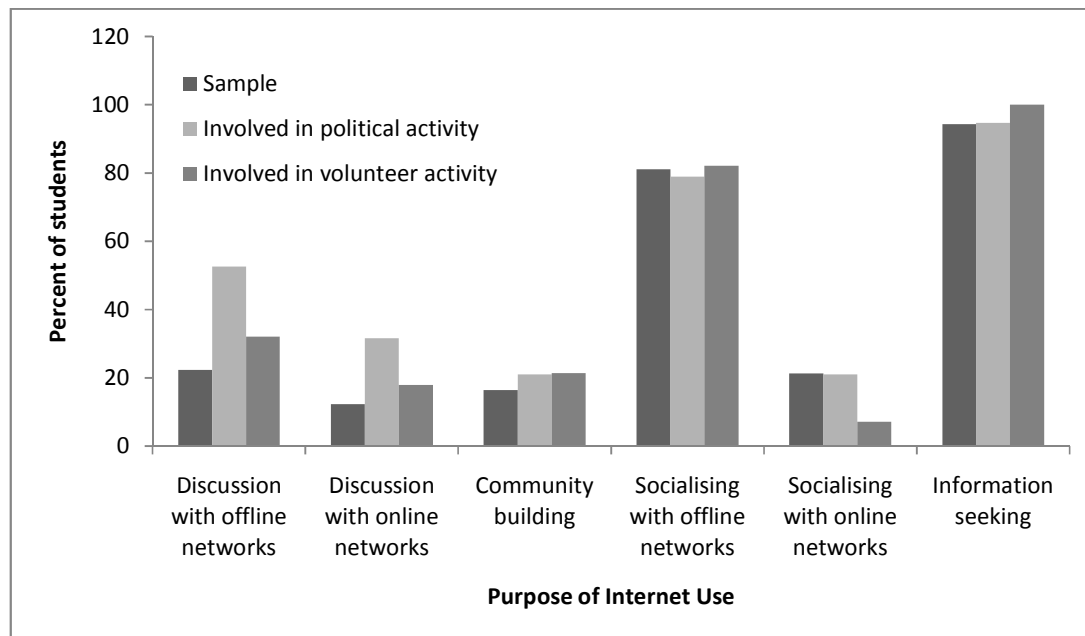 120
100
80
60
40
20
0
Percent of students
Sample
Involved in political activity
Involved in volunteer activity
Discussion
with offline
networks
Discussion
with online
networks
Community
building
Socialising
with offline
networks
Socialising
with online
networks
Information
seeking
Purpose of Internet Use